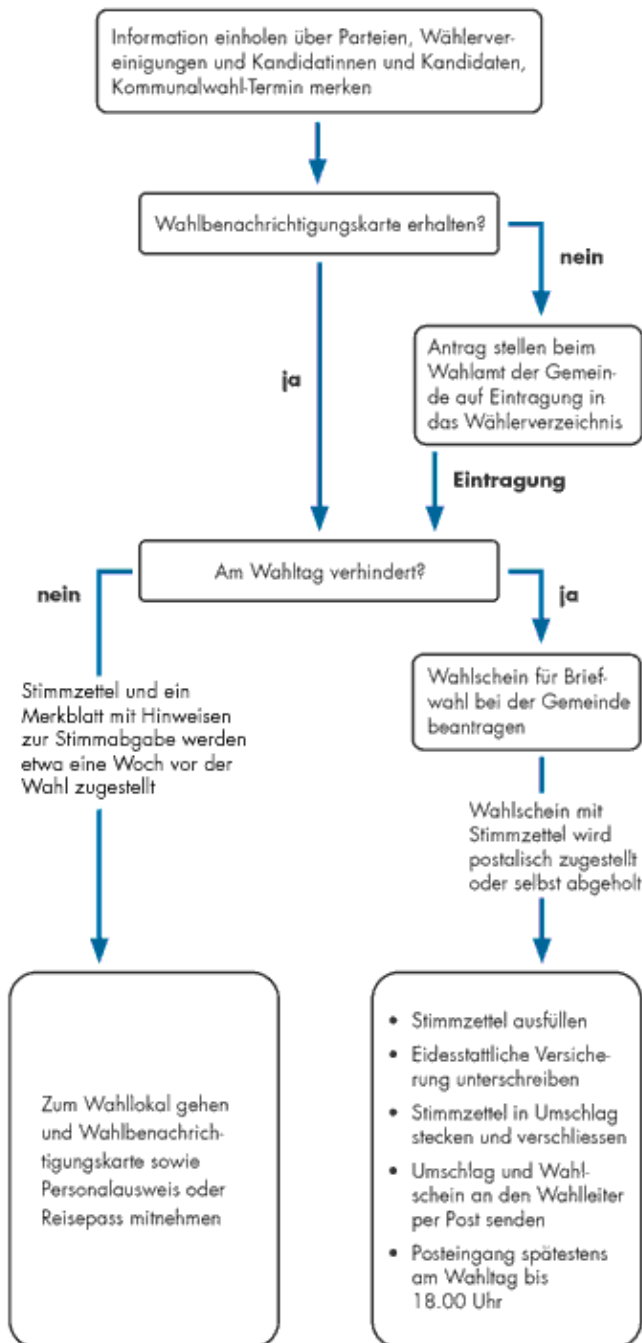 Information einholen über Parteien, Wählerver-
einigungen und Kandidatinnen und Kandidaten,
Kommunalwahl-Termin merken
Wahlbenachrichtigungskarte erhalten?
nein
Antrag stellen beim
Wahlamt der Gemein-
de auf Eintragung in
das Wählerverzeichnis
ja
Eintragung
Am Wahltag verhindert?
nein
ja
Stimmzettel und ein
Merkblatt mit Hinweisen
zur Stimmabgabe werden
etwa eine Woch vor der
Wahl zugestellt
Wahlschein für Brief-
wahl bei der Gemeinde
beantragen
Wahlschein mit
Stimmzettel wird
postalisch zugestellt
oder selbst abgeholt
Zum Wahllokal gehen
und Wahlbenachrich-
tigungskarte sowie
Personalausweis oder
Reisepass mitnehmen
• Stimmzettel ausfüllen
• Eidesstattliche Versiche-
rung unterschreiben
• Stimmzettel in Umschlag
stecken und verschliessen
• Umschlag und Wahl-
schein an den Wahlleiter
per Post senden
• Posteingang spätestens
am Wahltag bis
18.00 Uhr